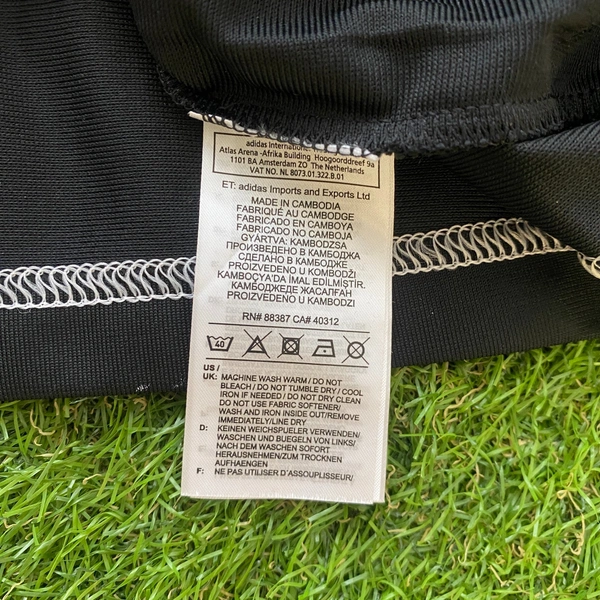 adidas International
Atlas Arena -Afrika Building Hoogoorddreef 9a
1101 BA Amsterdam ZO The Netherlands
VAT NO. NL 8073.01.322.B.01
ET: adidas Imports and Exports Ltd
MADE IN CAMBODIA
FABRIQUÉ AU CAMBODGE
FABRICADO EN CAMBOYA
FABRICADO NO CAMBOJA
GYÁRTVA: KAMBODZSA
ПРОИЗВЕДЕНО В КАМБОДЖА
СДЕЛАНО В КАМБОДЖЕ
PROIZVEDENO U KAMBODŽI
KAMBOÇYA'DA İMAL EDİLMİŞTİR.
КАМБОДЖЕДЕ ЖАСАЛҒАН
PROIZVEDENO U KAMBODZI
RN# 88387 CA# 40312
40
US /
UK: MACHINE WASH WARM / DO NOT
BLEACH / DO NOT TUMBLE DRY / COOL
IRON IF NEEDED / DO NOT DRY CLEAN
DO NOT USE FABRIC SOFTENER/
WASH AND IRON INSIDE OUT/REMOVE
IMMEDIATELY/LINE DRY
D: KEINEN WEICHSPUELER VERWENDEN/
WASCHEN UND BUEGELN VON LINKS/
NACH DEM WASCHEN SOFORT
HERAUSNEHMEN/ZUM TROCKNEN
AUFHAENGEN
F: NE PAS UTILISER D'ASSOUPLISSEUR/